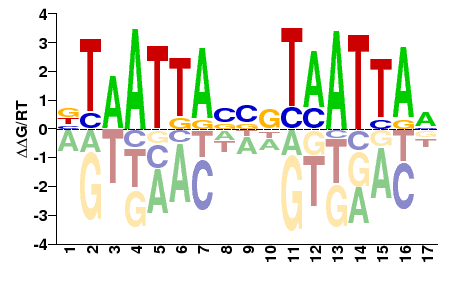 4
3
2
1
0
-1
-2
-3
-4
ΔΔG/RT
G T A A T T A C C G T A A T T A A
T C G G G C C C G
A A T C G C T A T A A G C C G T
G T C A C T A G T T G A C
G A G A
1 2 3 4 5 6 7 8 9 10 11 12 13 14 15 16 17